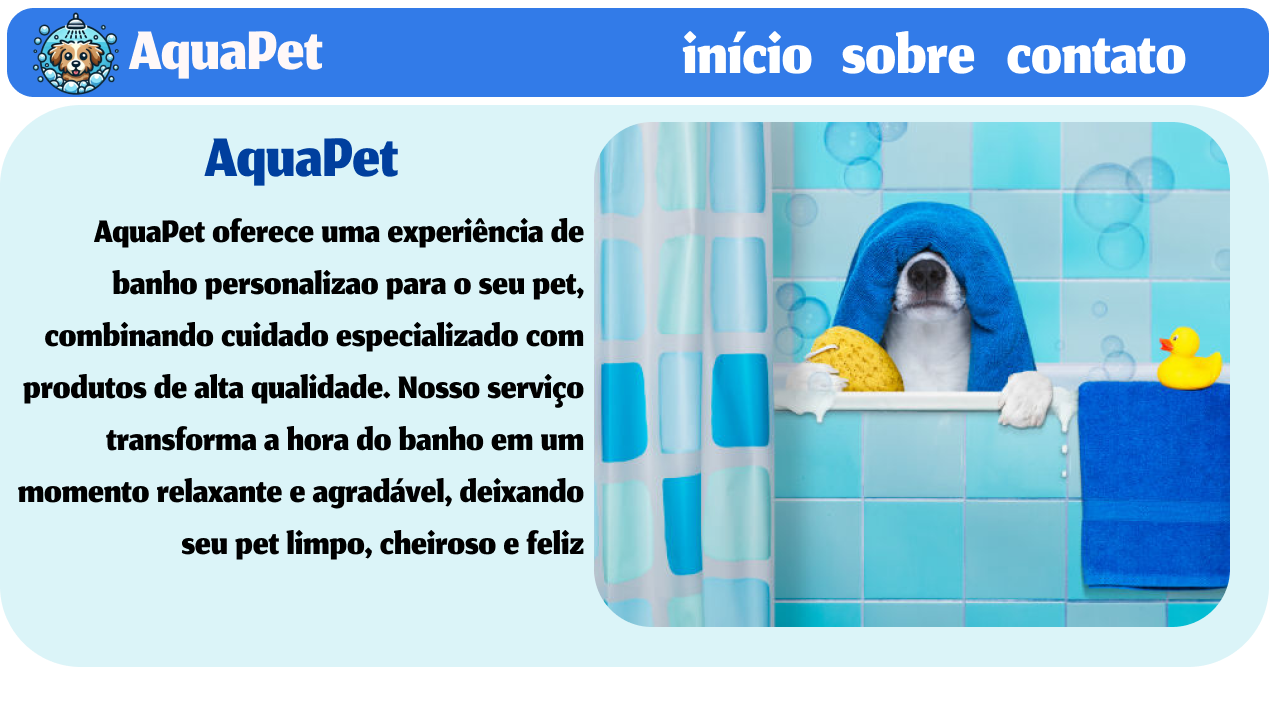 AquaPet
início sobre contato
AquaPet
AquaPet oferece uma experiência de
banho personalizao para o seu pet,
combinando cuidado especializado com
produtos de alta qualidade. Nosso serviço
transforma a hora do banho em um
momento relaxante e agradável, deixando
seu pet limpo, cheiroso e feliz